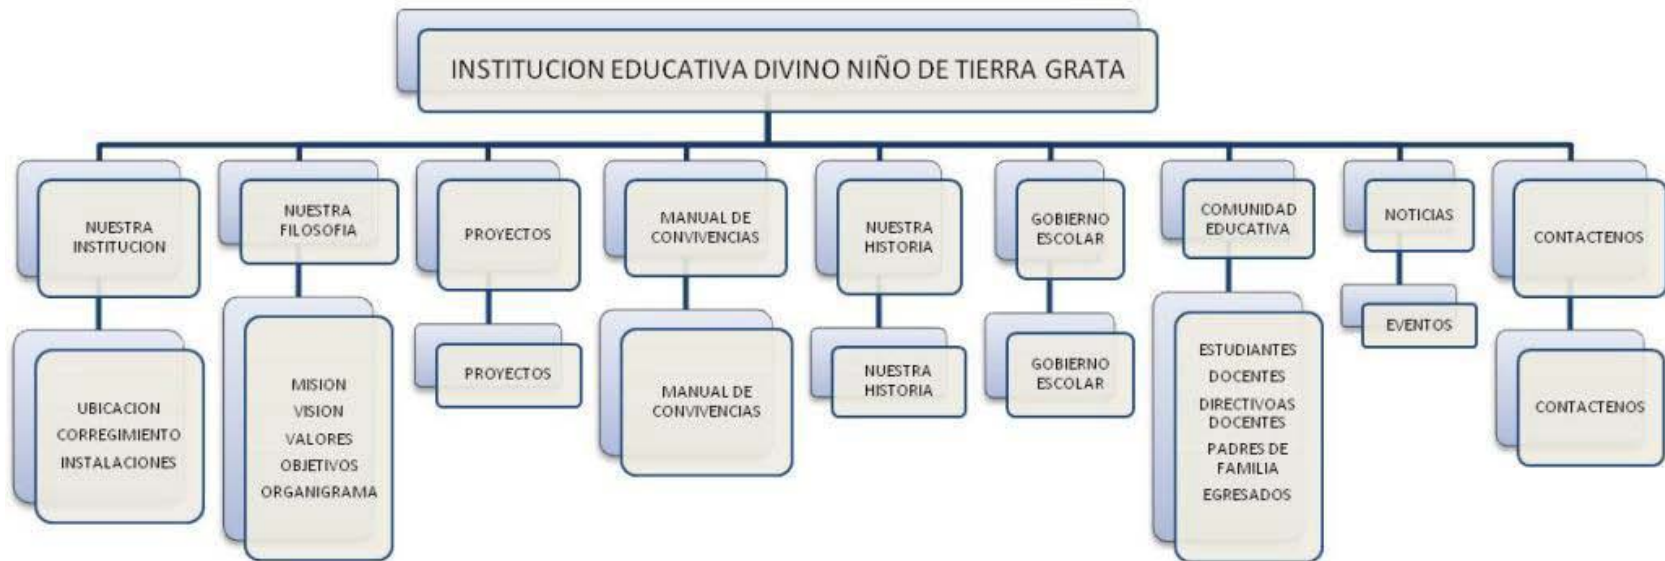 INSTITUCION EDUCATIVA DIVINO NIÑO DE TIERRA GRATA
NUESTRA
INSTITUCION
NUESTRA
FILOSOFIA
PROYECTOS
MANUAL DE
CONVIVENCIAS
NUESTRA
HISTORIA
GOBIERNO
ESCOLAR
COMUNIDAD
EDUCATIVA
NOTICIAS
CONTACTENOS
UBICACION
CORREGIMIENTO
INSTALACIONES
MISION
VISION
VALORES
OBJETIVOS
ORGANIGRAMA
PROYECTOS
MANUAL DE
CONVIVENCIAS
NUESTRA
HISTORIA
GOBIERNO
ESCOLAR
ESTUDIANTES
DOCENTES
DIRECTIVOAS
DOCENTES
PADRES DE
FAMILIA
EGRESADOS
EVENTOS
CONTACTENOS